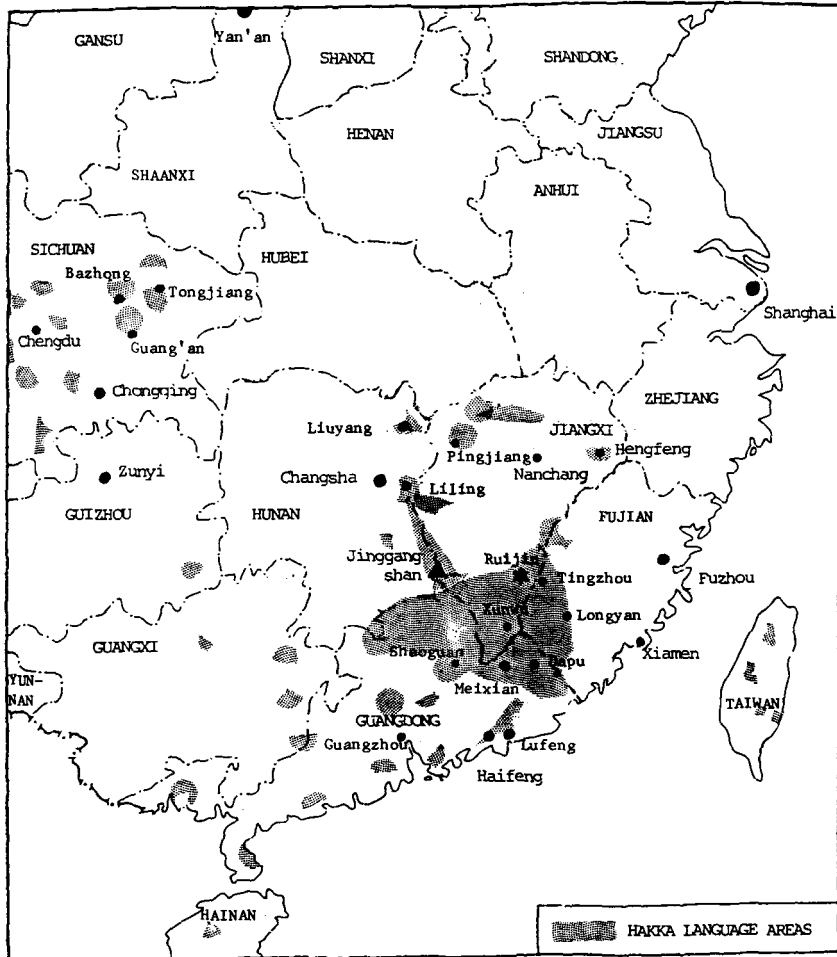 GANSU
Yan'an
SHANXI
SHANDONG
HENAN
JIANGSU
SHAANXI
ANHUI
SICHUAN
HUBEI
Bazhong
Tongjiang
Shanghai
Chengdu
Guang'an
Chongqing
ZHEJIANG
Liuyang
JIANGXI
Pingjiang
Hengfeng
Nanchang
Zunyi
Changsha
Liling
GUIZHOU
HUNAN
FUJIAN
Jinggang
shan
Ruijin
Tingzhou
Fuzhou
Xunwu
Longyan
GUANGXI
Shaoguan
Dapu
Xiamen
YUN-
NAN
Meixian
TAIWAN
GUANGDONG
Guangzhou
Lufeng
Haifeng
HAINAN
HAKKA LANGUAGE AREAS